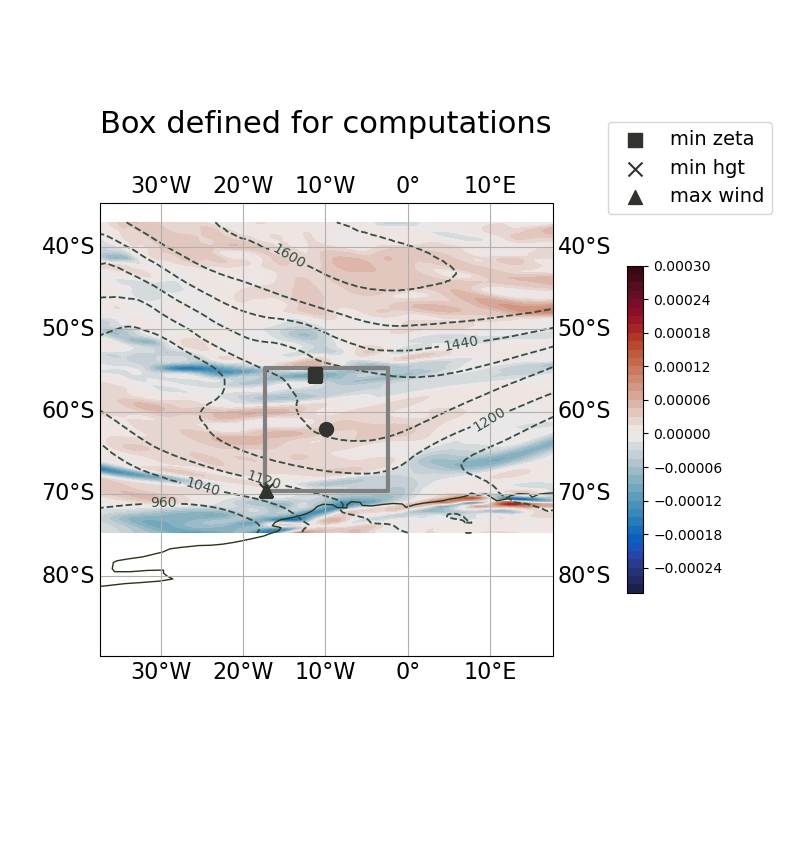 Box defined for computations
min zeta
min hgt
max wind
30°W 20°W 10°W 0° 10°E
40°S 40°S
50°S 50°S
60°S 60°S
70°S 70°S
80°S 80°S
30°W 20°W 10°W 0° 10°E
1600
1440
1200
1120
1040
960
0.00030
0.00024
0.00018
0.00012
0.00006
0.00000
−0.00006
−0.00012
−0.00018
−0.00024